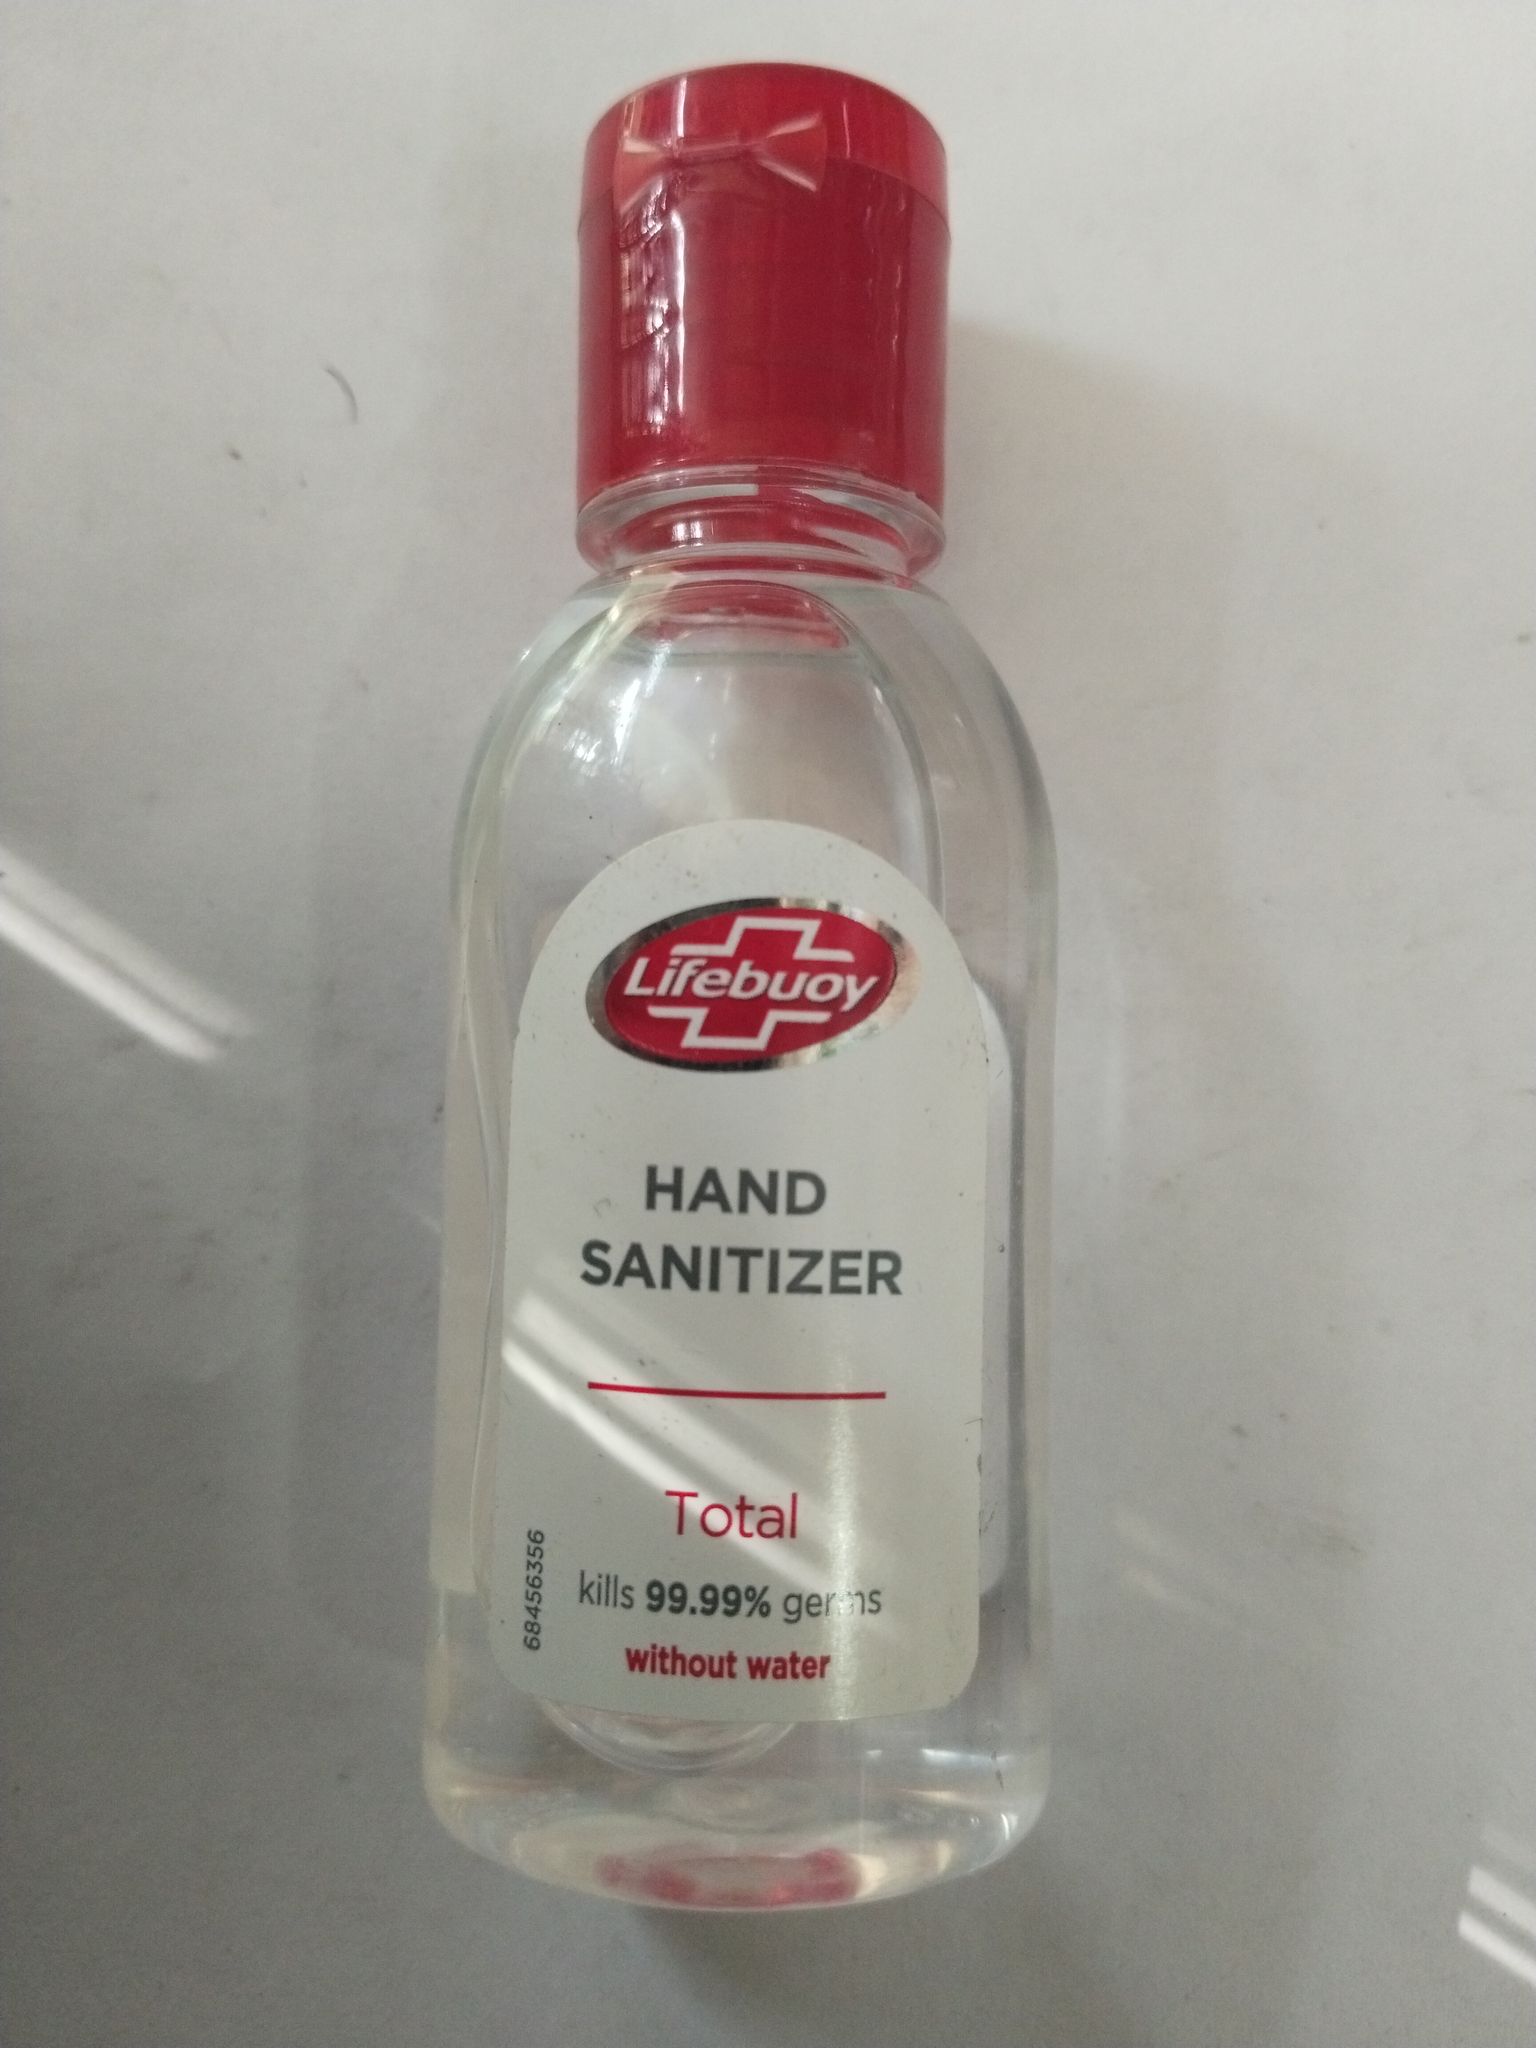 Lifebuoy
HAND
SANITIZER
Total
kills 99.99% germs
without water
68456356